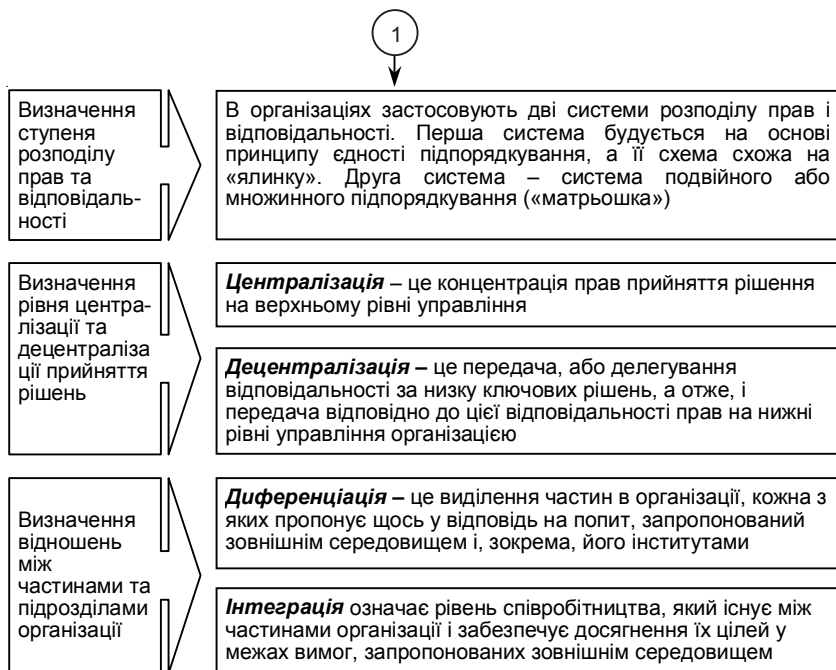 1
Визначення
ступеня
розподілу
прав та
відповідаль-
ності
В організаціях застосовують дві системи розподілу прав і
відповідальності. Перша система будується на основі
принципу єдності підпорядкування, а її схема схожа на
«ялинку». Друга система – система подвійного або
множинного підпорядкування («матрьошка»)
Визначення
рівня центра-
лізації та
децентраліза
ції прийняття
рішень
Централізація – це концентрація прав прийняття рішення
на верхньому рівні управління
Децентралізація – це передача, або делегування
відповідальності за низку ключових рішень, а отже, і
передача відповідно до цієї відповідальності прав на нижні
рівні управління організацією
Визначення
відношень
між
частинами та
підрозділами
організації
Диференціація – це виділення частин в організації, кожна з
яких пропонує щось у відповідь на попит, запропонований
зовнішнім середовищем і, зокрема, його інститутами
Інтеграція означає рівень співробітництва, який існує між
частинами організації і забезпечує досягнення їх цілей у
межах вимог, запропонованих зовнішнім середовищем